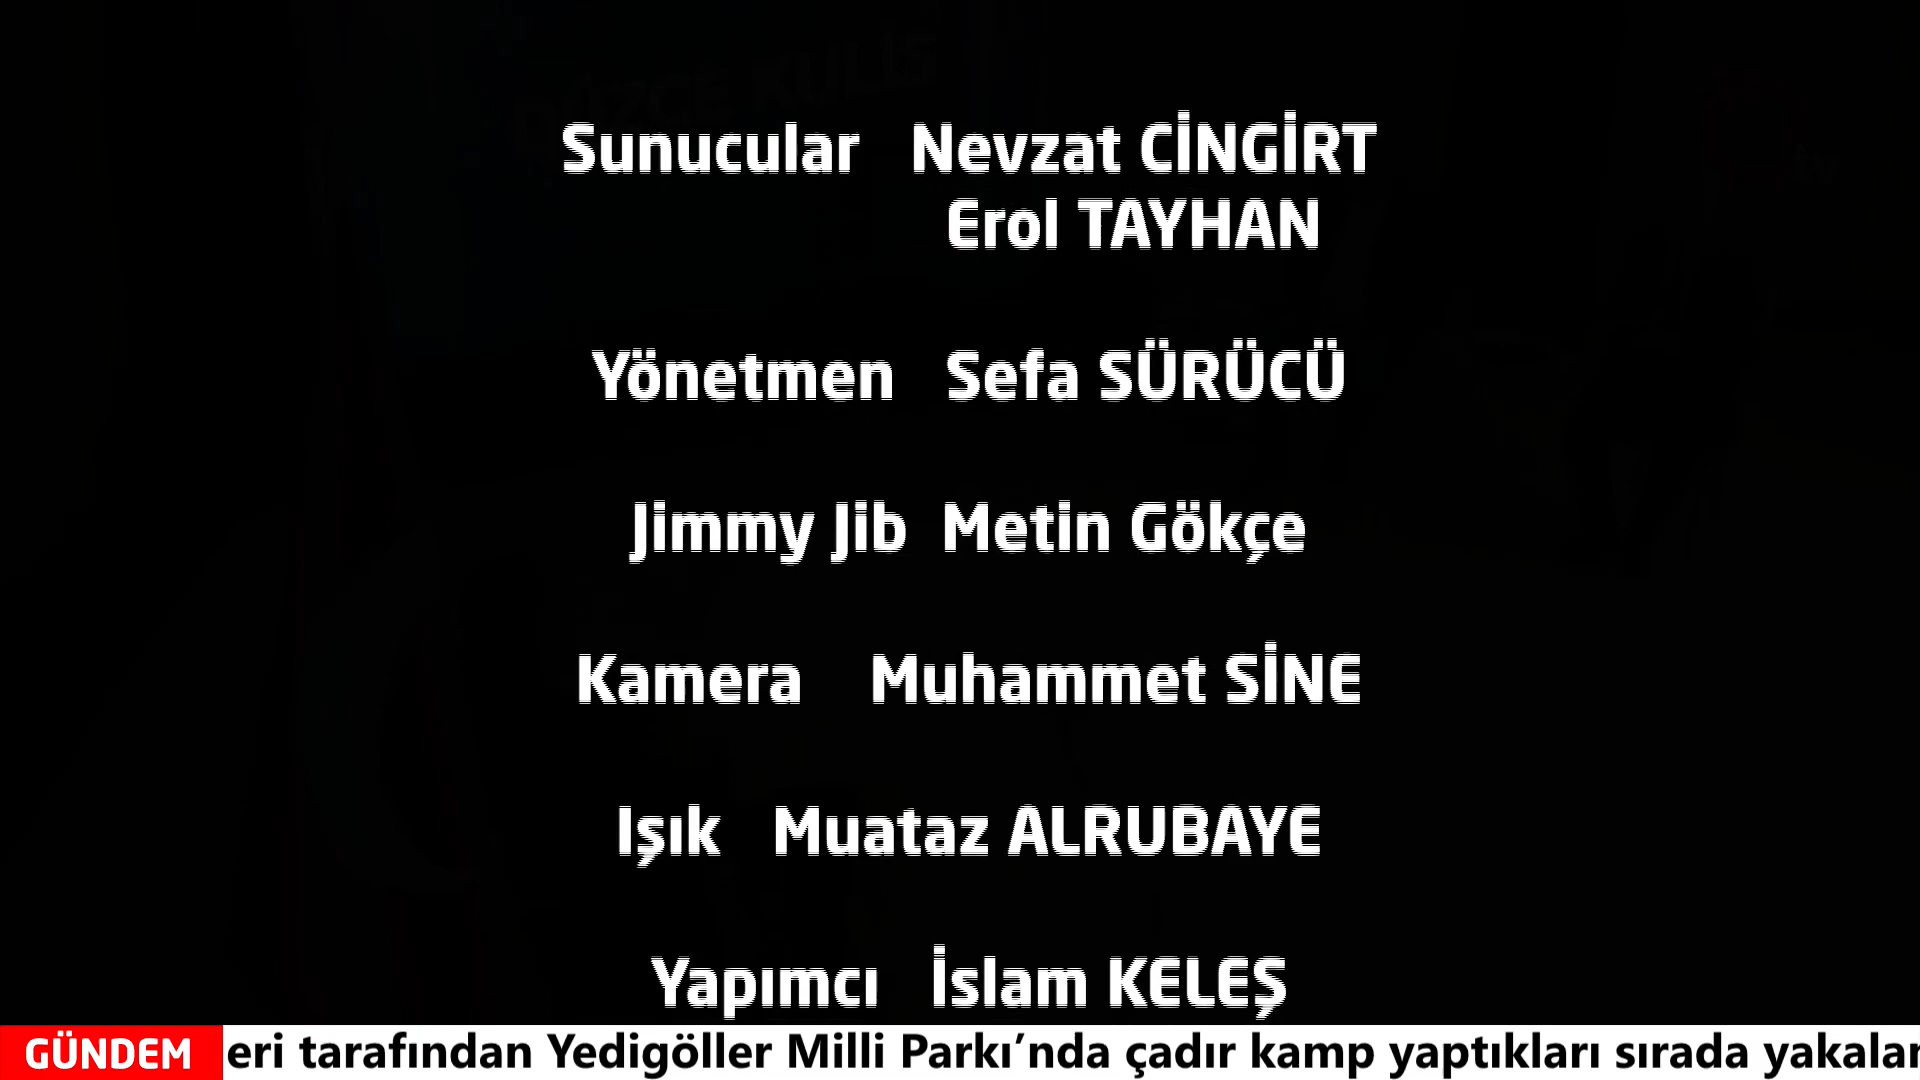 Sunucular Nevzat CİNGİRT
Erol TAYHAN
Yönetmen Sefa SÜRÜCÜ
Jimmy Jib Metin Gökçe
Kamera Muhammet SİNE
Işık Muataz ALRUBAYE
Yapımcı İslam KELEŞ
GÜNDEM eri tarafından Yedigöller Milli Parkı’nda çadır kamp yaptıkları sırada yakalan